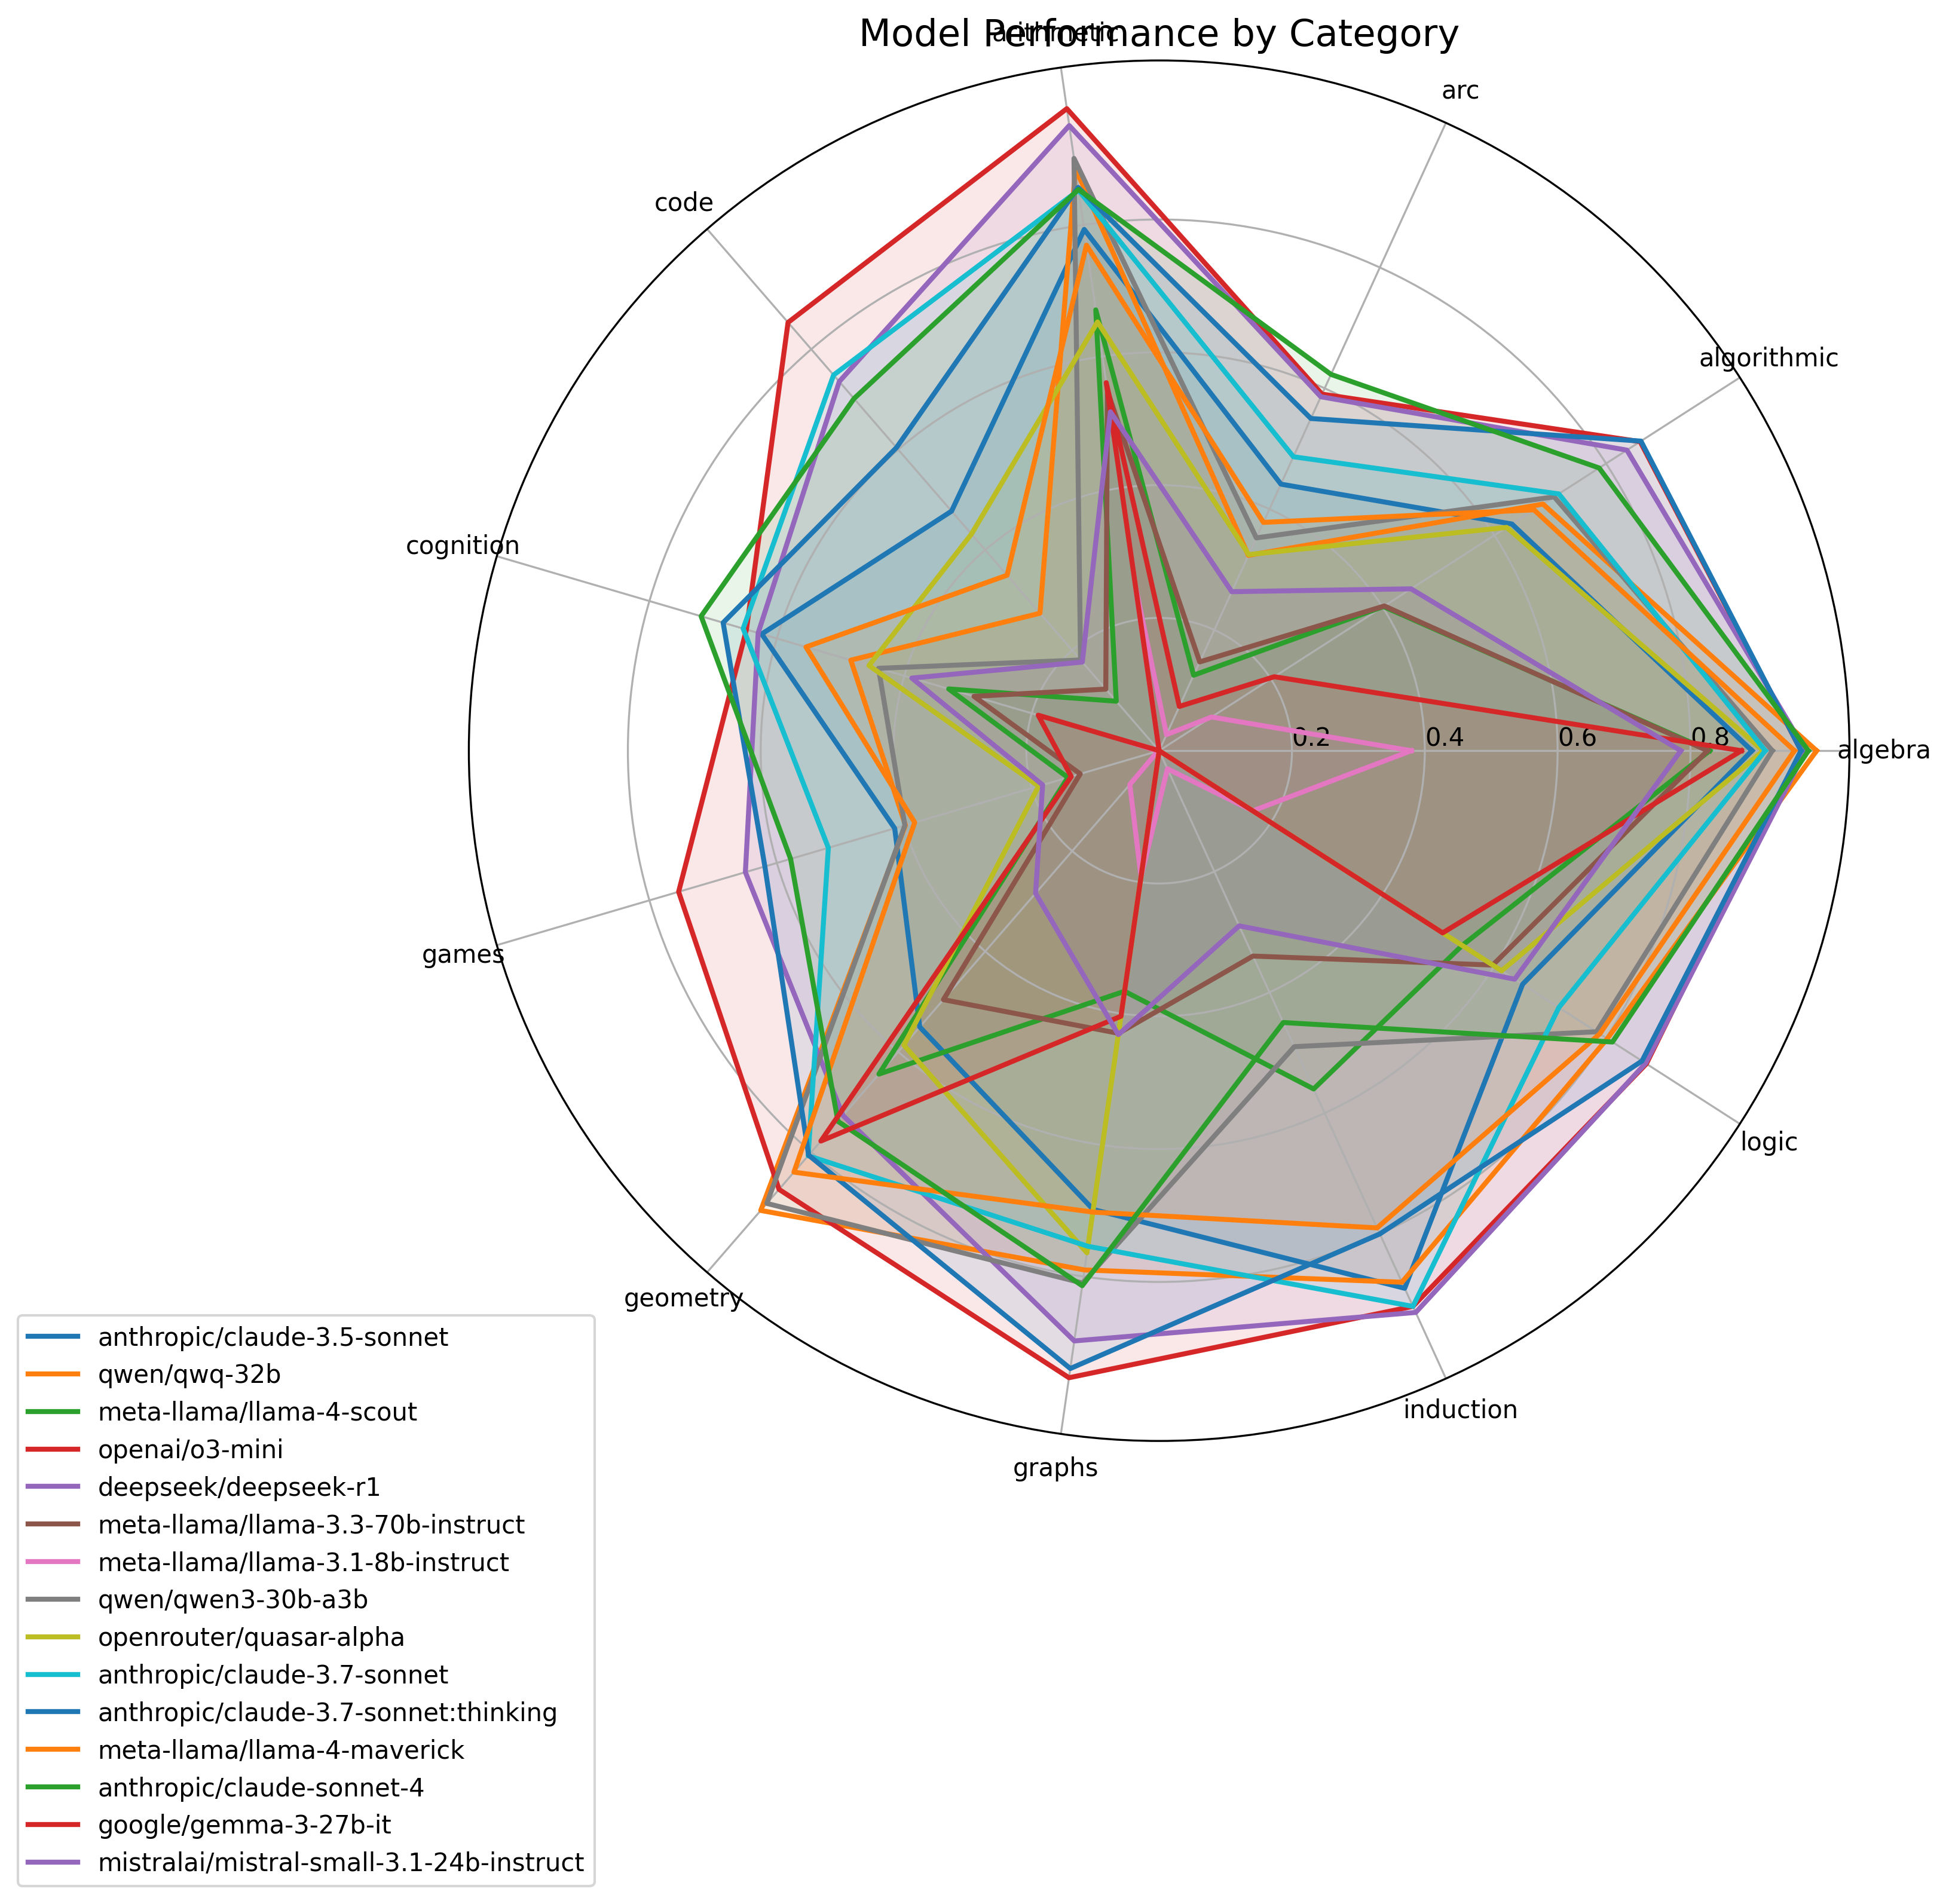 Model Performance by Category
arithmetic
arc
code
algorithmic
cognition
0.2
0.4
0.6
0.8
algebra
games
logic
geometry
induction
graphs
anthropic/claude-3.5-sonnet
qwen/qwq-32b
meta-llama/llama-4-scout
openai/o3-mini
deepseek/deepseek-r1
meta-llama/llama-3.3-70b-instruct
meta-llama/llama-3.1-8b-instruct
qwen/qwen3-30b-a3b
openrouter/quasar-alpha
anthropic/claude-3.7-sonnet
anthropic/claude-3.7-sonnet:thinking
meta-llama/llama-4-maverick
anthropic/claude-sonnet-4
google/gemma-3-27b-it
mistralai/mistral-small-3.1-24b-instruct